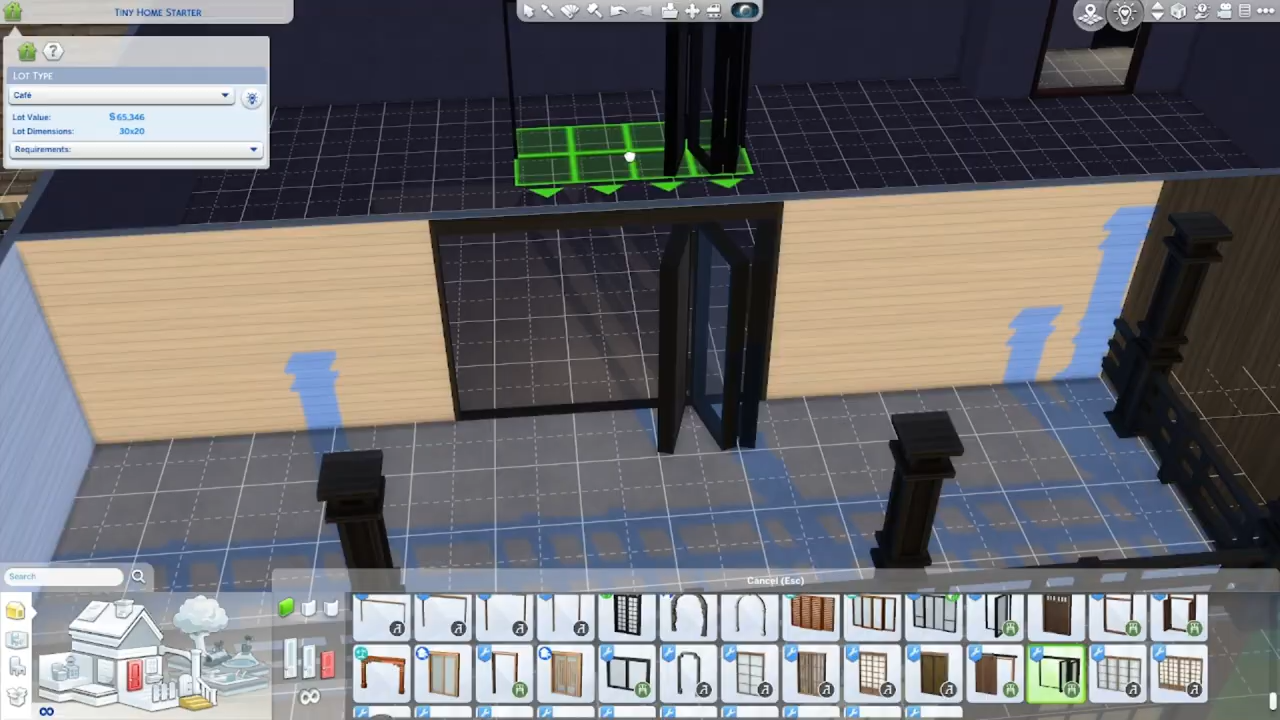 TINY HOME STARTER
?
LOT TYPE
Café
Lot Value: §65,346
Lot Dimensions: 30x20
Requirements:
Cancel (Esc)
Search